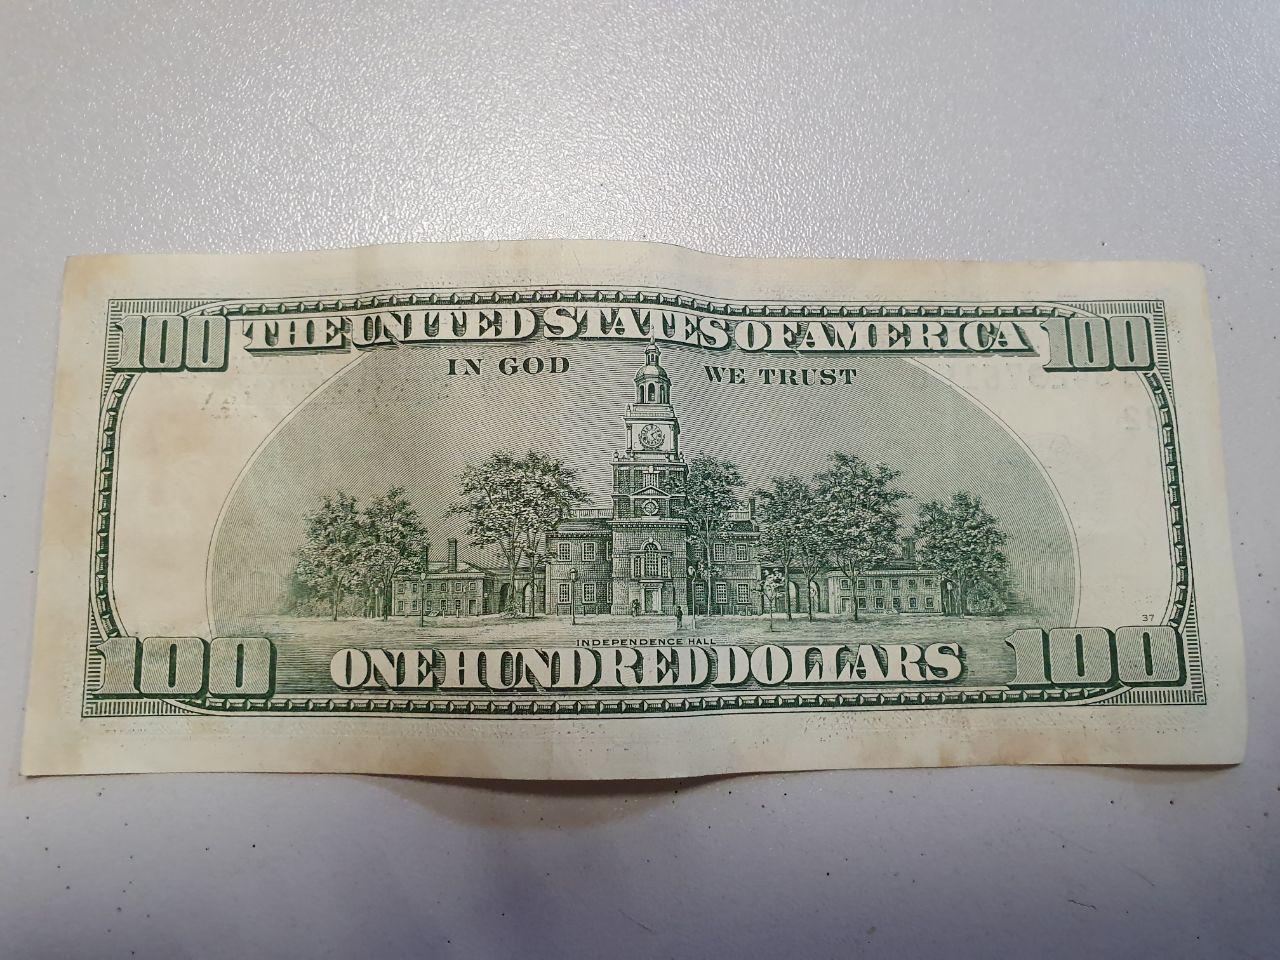 100 THE UNITED STATES OF AMERICA 100
IN GOD WE TRUST
37
INDEPENDENCE HALL
100 ONE HUNDRED DOLLARS 100